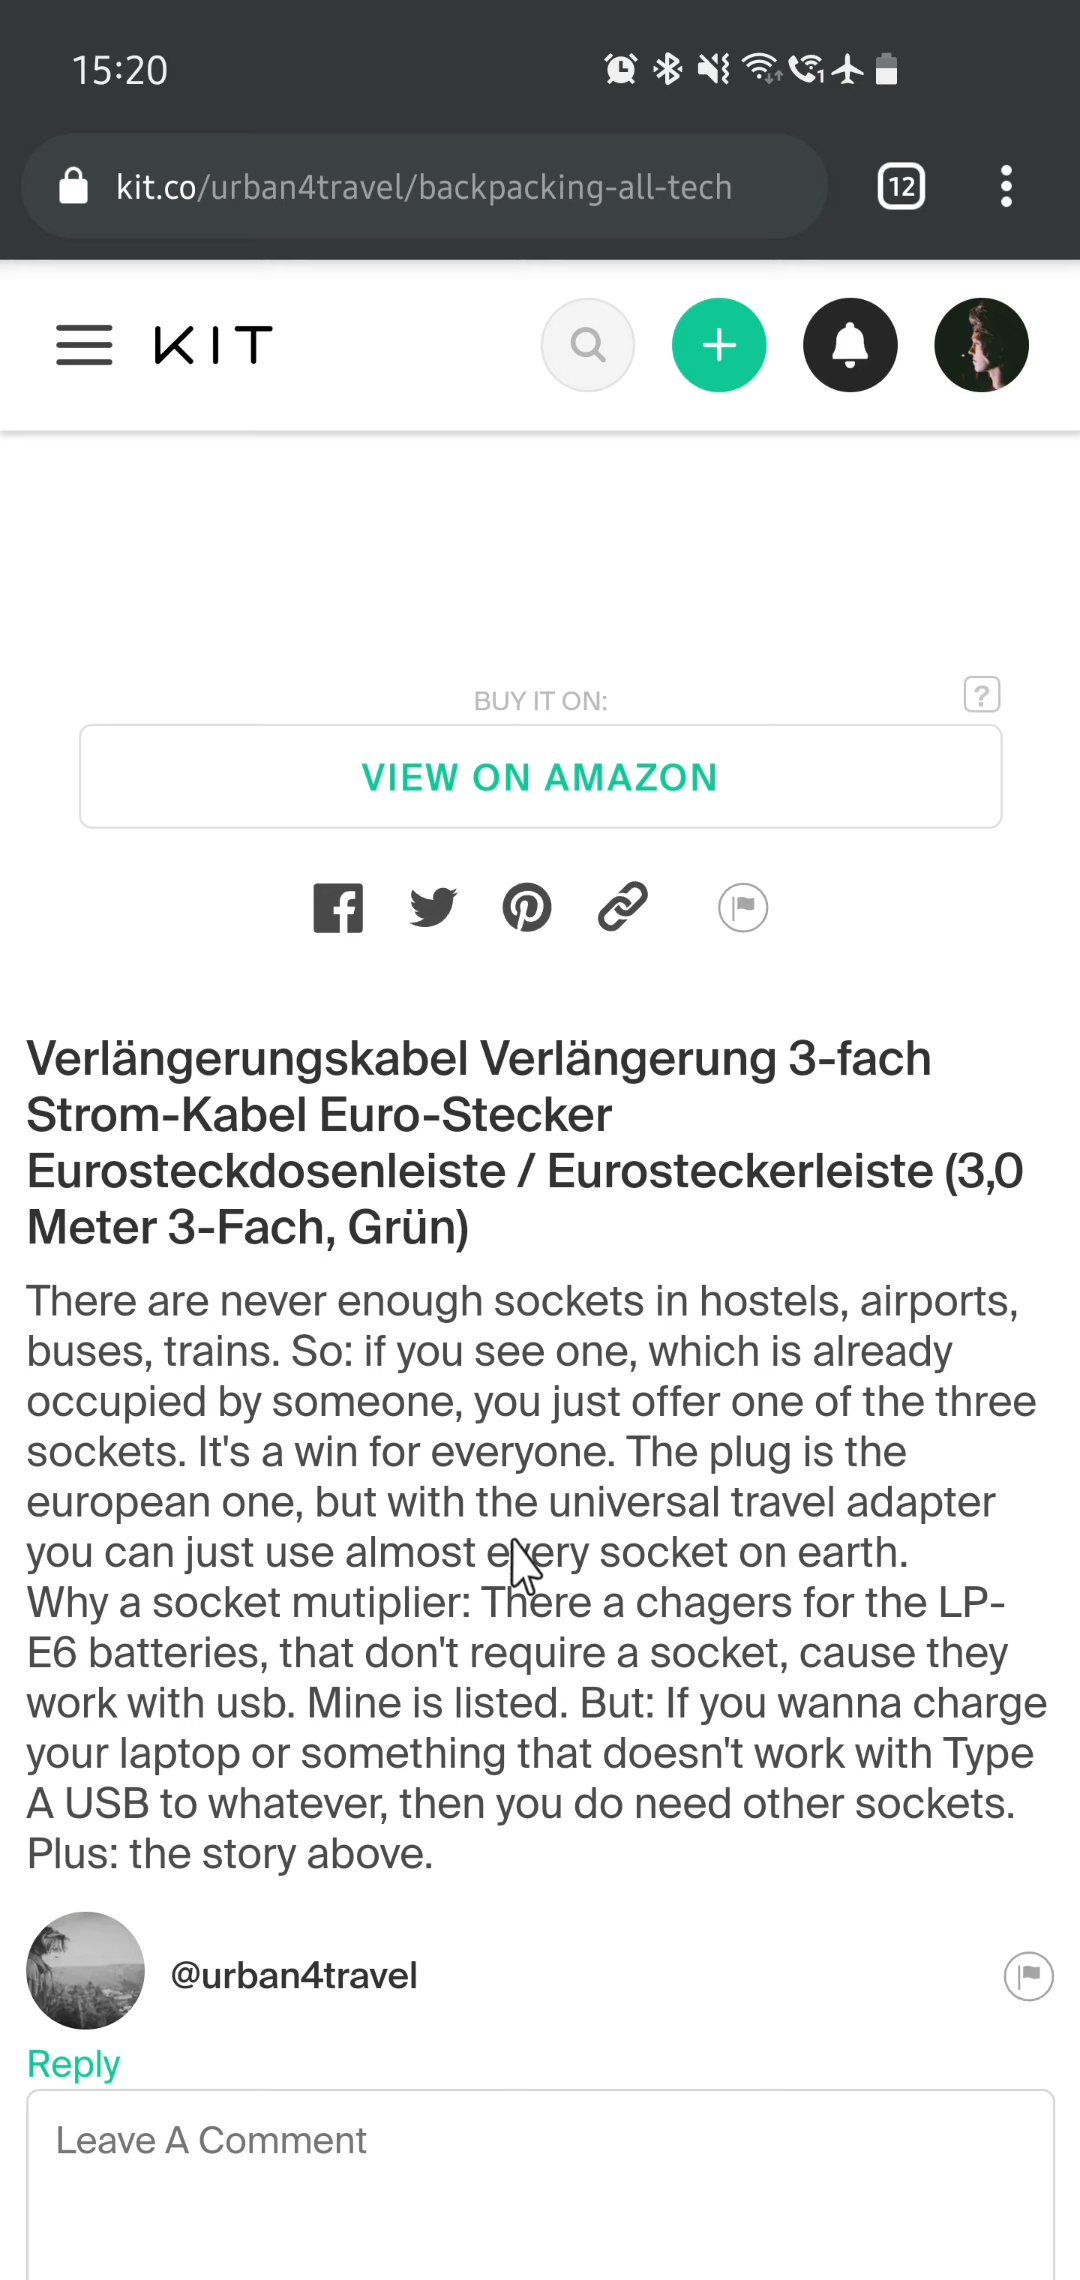 15:20
kit.co/urban4travel/backpacking-all-tech
12
KIT
BUY IT ON:
?
VIEW ON AMAZON
Verlängerungskabel Verlängerung 3-fach
Strom-Kabel Euro-Stecker
Eurosteckdosenleiste / Eurosteckerleiste (3,0
Meter 3-Fach, Grün)
There are never enough sockets in hostels, airports,
buses, trains. So: if you see one, which is already
occupied by someone, you just offer one of the three
sockets. It's a win for everyone. The plug is the
european one, but with the universal travel adapter
you can just use almost every socket on earth.
Why a socket mutiplier: There a chagers for the LP-
E6 batteries, that don't require a socket, cause they
work with usb. Mine is listed. But: If you wanna charge
your laptop or something that doesn't work with Type
A USB to whatever, then you do need other sockets.
Plus: the story above.
@urban4travel
Reply
Leave A Comment